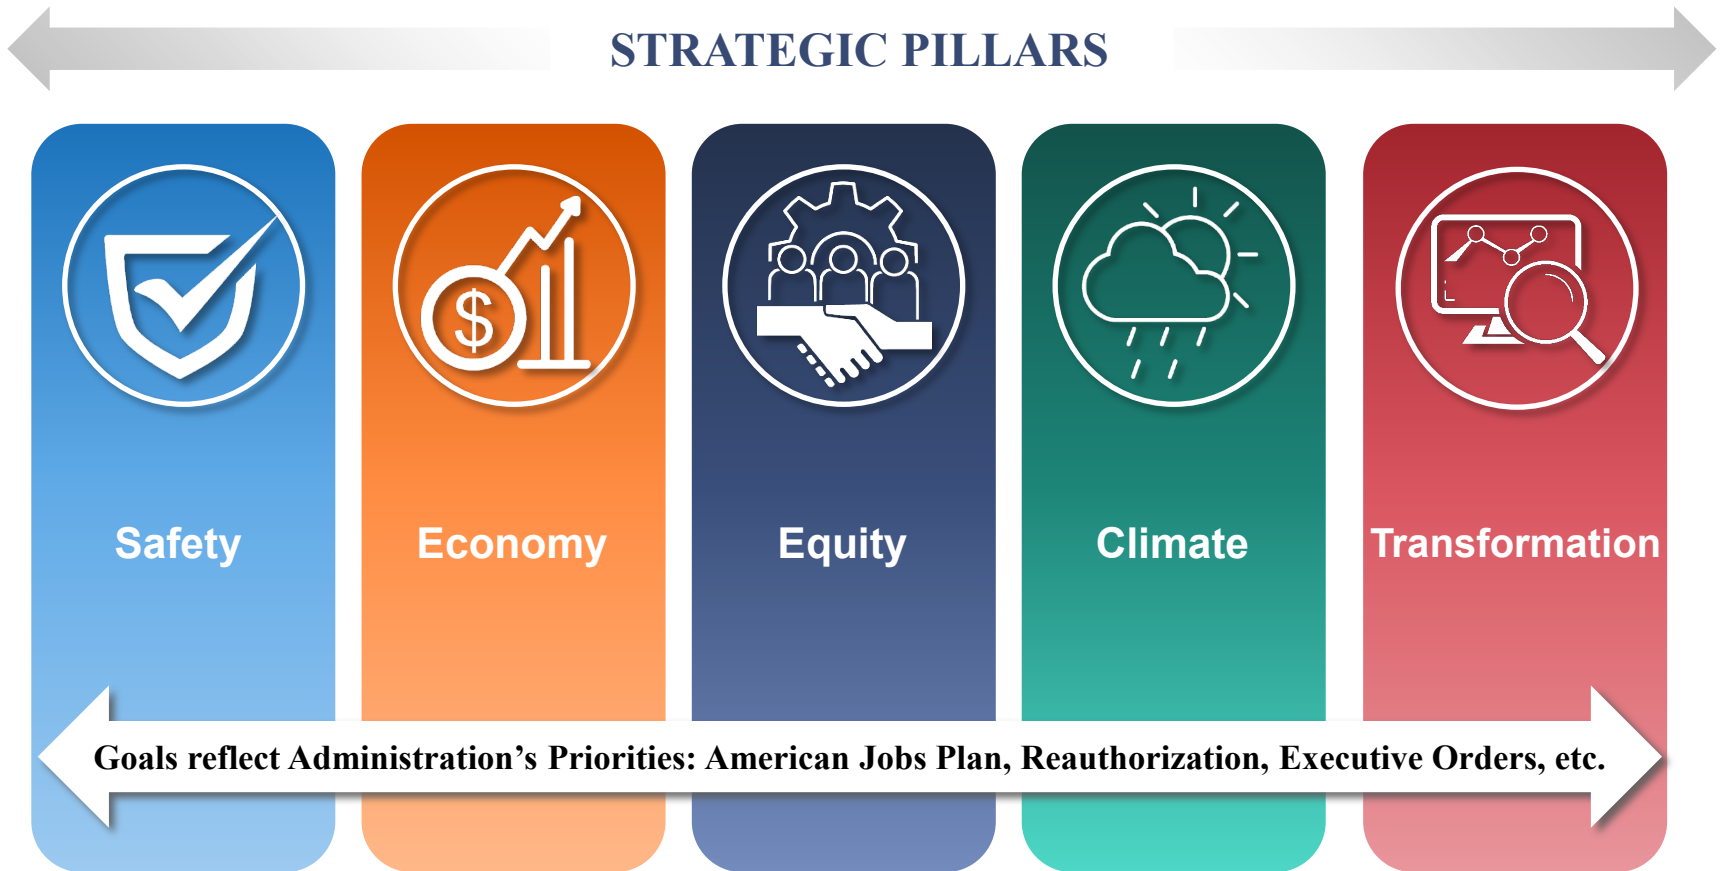 STRATEGIC PILLARS
$
Safety
Economy
Equity
Climate
Transformation
Goals reflect Administration’s Priorities: American Jobs Plan, Reauthorization, Executive Orders, etc.